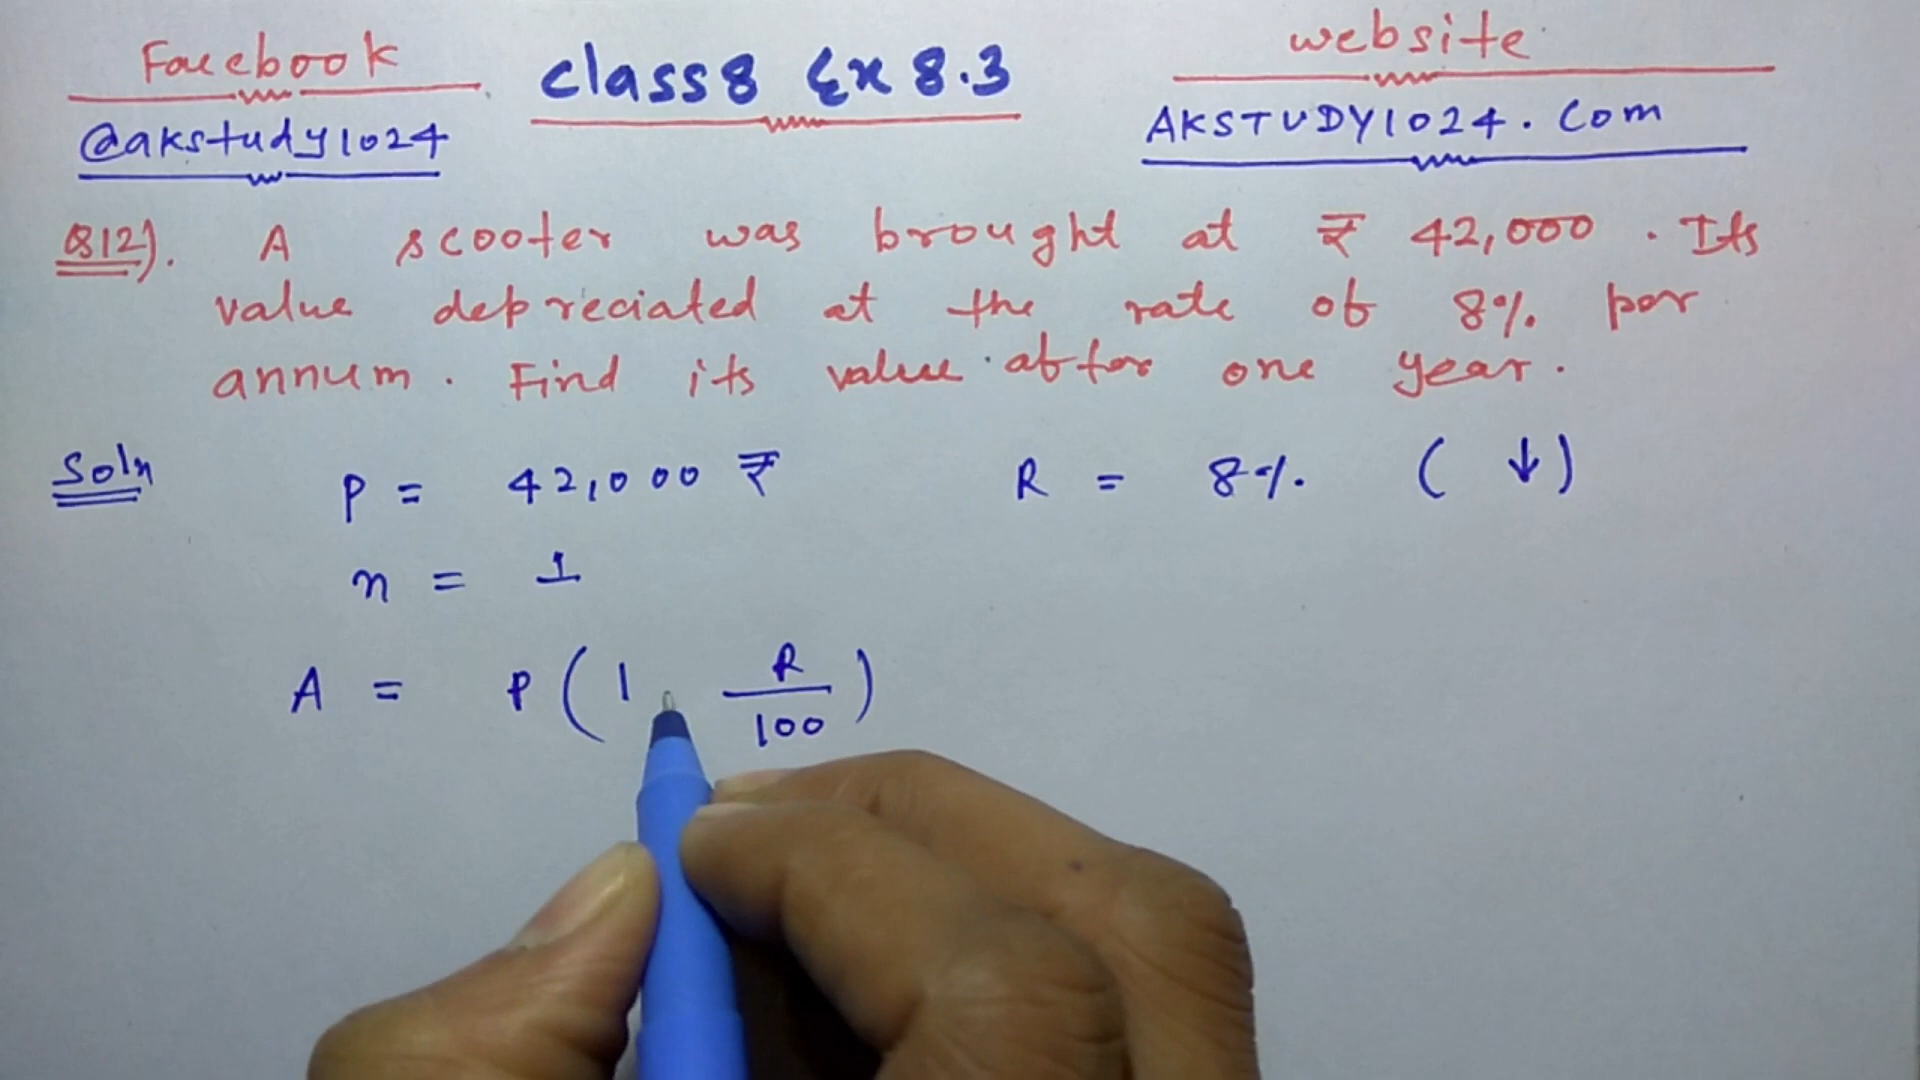 Facebook
@akstudy1024
Class 8 Ex 8.3
website
AKSTUDY1024.Com
Q12). A scooter was brought at ₹ 42,000. Its
value depreciated at the rate of 8% per
annum. Find its value after one year.
Soln P = 42,000 ₹ R = 8% (↓)
n = 1
A = P(1 R/100)